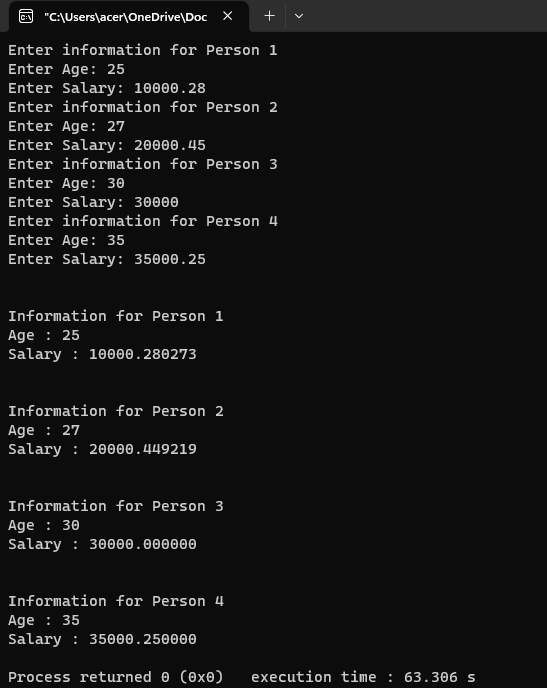 "C:\Users\acer\OneDrive\Doc
Enter information for Person 1
Enter Age: 25
Enter Salary: 10000.28
Enter information for Person 2
Enter Age: 27
Enter Salary: 20000.45
Enter information for Person 3
Enter Age: 30
Enter Salary: 30000
Enter information for Person 4
Enter Age: 35
Enter Salary: 35000.25
Information for Person 1
Age : 25
Salary : 10000.280273
Information for Person 2
Age : 27
Salary : 20000.449219
Information for Person 3
Age : 30
Salary : 30000.000000
Information for Person 4
Age : 35
Salary : 35000.250000
Process returned 0 (0x0)   execution time : 63.306 s